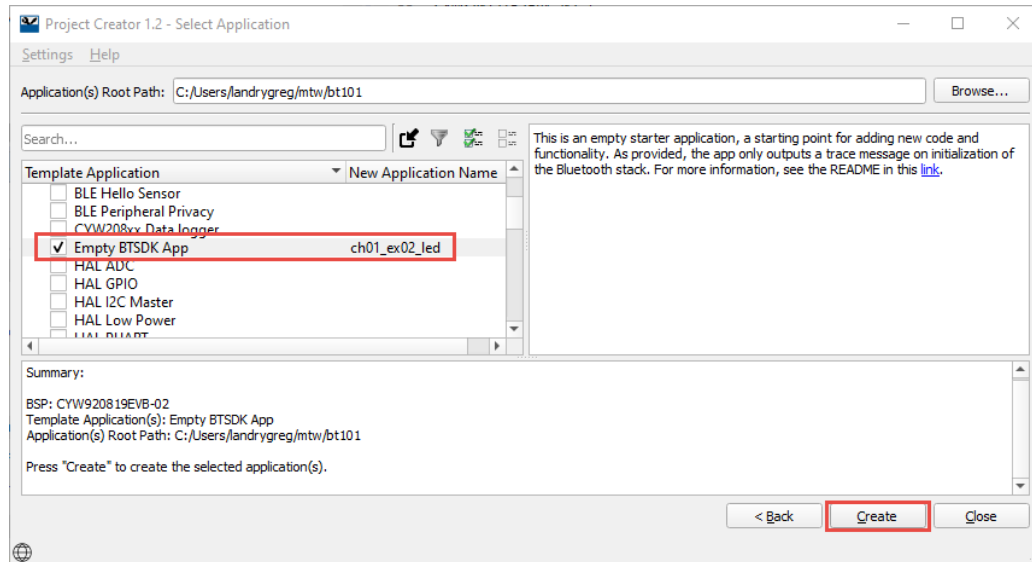 Project Creator 1.2 - Select Application
Settings Help
Application(s) Root Path: C:/Users/landrygreg/mtw/bt101 Browse...
Search...
Template Application New Application Name
BLE Hello Sensor
BLE Peripheral Privacy
CYW208xx Data logger
Empty BTSDK App ch01_ex02_led
HAL ADC
HAL GPIO
HAL I2C Master
HAL Low Power
HAL PUART
This is an empty starter application, a starting point for adding new code and
functionality. As provided, the app only outputs a trace message on initialization of
the Bluetooth stack. For more information, see the README in this link.
Summary:
BSP: CYW920819EVB-02
Template Application(s): Empty BTSDK App
Application(s) Root Path: C:/Users/landrygreg/mtw/bt101
Press "Create" to create the selected application(s).
< Back Create Close